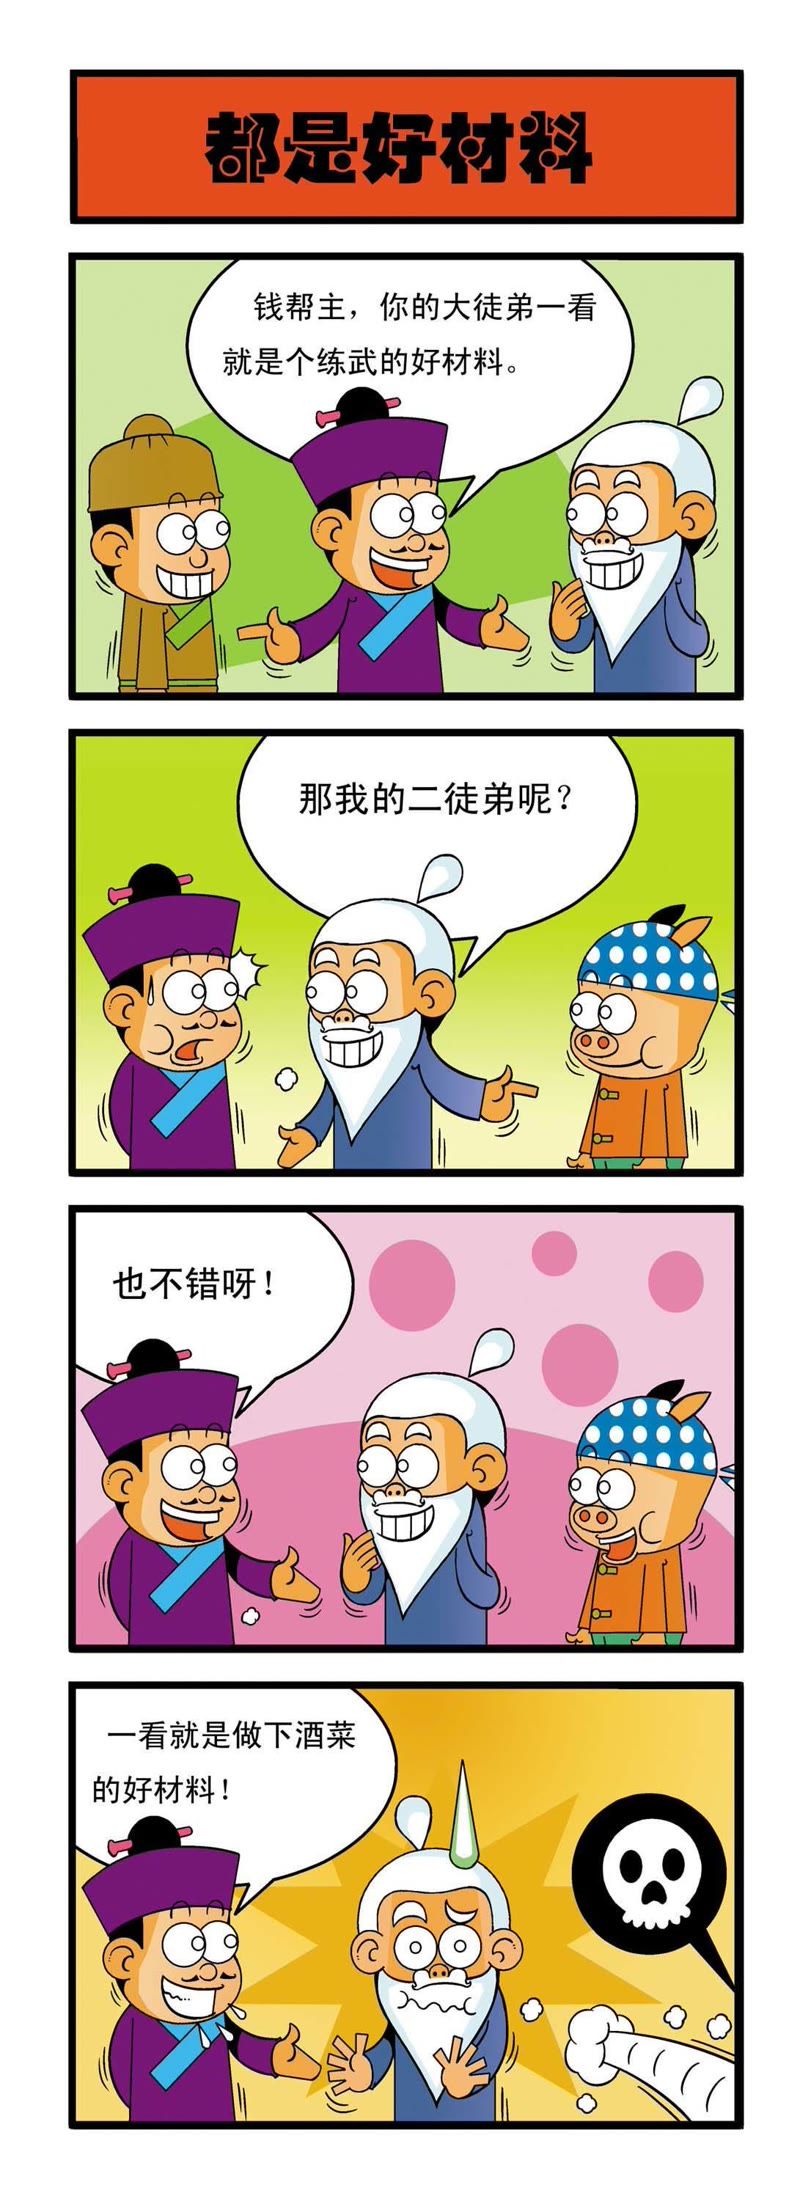 都是好材料
钱帮主，你的大徒弟一看
就是个练武的好材料。
那我的二徒弟呢？
也不错呀！
一看就是做下酒菜
的好材料！